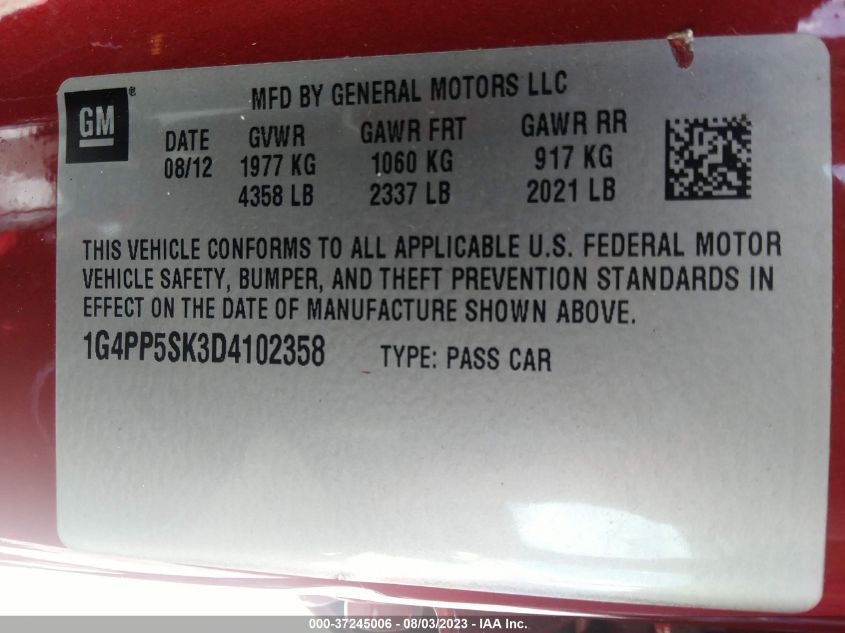 GM ®
MFD BY GENERAL MOTORS LLC
DATE GVWR GAWR FRT GAWR RR
08/12 1977 KG 1060 KG 917 KG
4358 LB 2337 LB 2021 LB
THIS VEHICLE CONFORMS TO ALL APPLICABLE U.S. FEDERAL MOTOR
VEHICLE SAFETY, BUMPER, AND THEFT PREVENTION STANDARDS IN
EFFECT ON THE DATE OF MANUFACTURE SHOWN ABOVE.
1G4PP5SK3D4102358 TYPE: PASS CAR
000-37245006 - 08/03/2023 - IAA Inc.